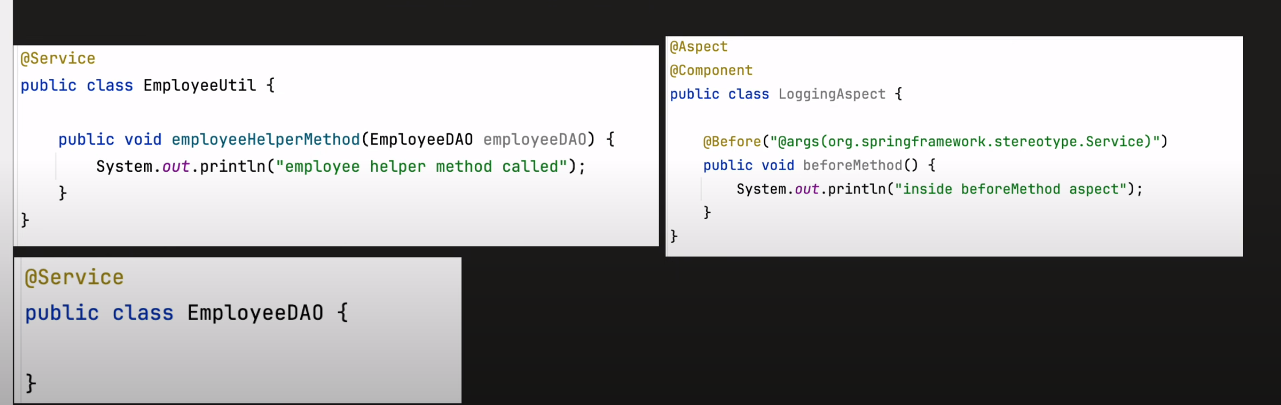 @Service
public class EmployeeUtil {
public void employeeHelperMethod(EmployeeDAO employeeDAO) {
System.out.println("employee helper method called");
}
}
@Aspect
@Component
public class LoggingAspect {
@Before("@args(org.springframework.stereotype.Service)")
public void beforeMethod() {
System.out.println("inside beforeMethod aspect");
}
}
@Service
public class EmployeeDAO {
}